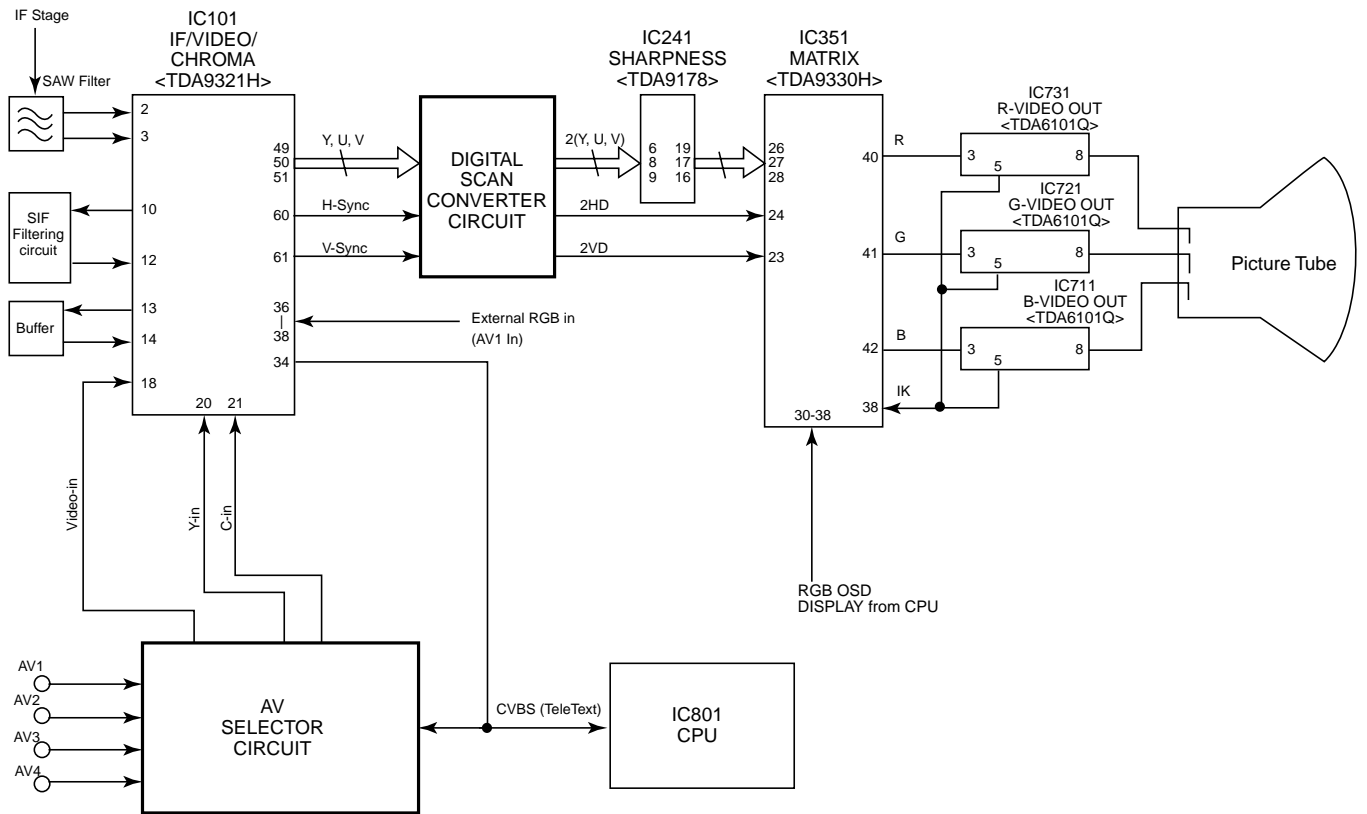 IF Stage
SAW Filter
IC101
IF/VIDEO/
CHROMA
<TDA9321H>
2
3
10
12
13
14
18
20 21
49
50
51
60
61
36
|
38
34
SIF
Filtering
circuit
Buffer
Y, U, V
H-Sync
V-Sync
External RGB in
(AV1 In)
DIGITAL
SCAN
CONVERTER
CIRCUIT
2(Y, U, V)
2HD
2VD
IC241
SHARPNESS
<TDA9178>
6 19
8 17
9 16
IC351
MATRIX
<TDA9330H>
26
27
28
24
23
40
41
42
38
30-38
R
G
B
IK
IC731
R-VIDEO OUT
<TDA6101Q>
3 8
5
IC721
G-VIDEO OUT
<TDA6101Q>
3 8
5
IC711
B-VIDEO OUT
<TDA6101Q>
3 8
5
Picture Tube
RGB OSD
DISPLAY from CPU
Video-in
Y-in
C-in
AV1
AV2
AV3
AV4
AV
SELECTOR
CIRCUIT
CVBS (TeleText)
IC801
CPU